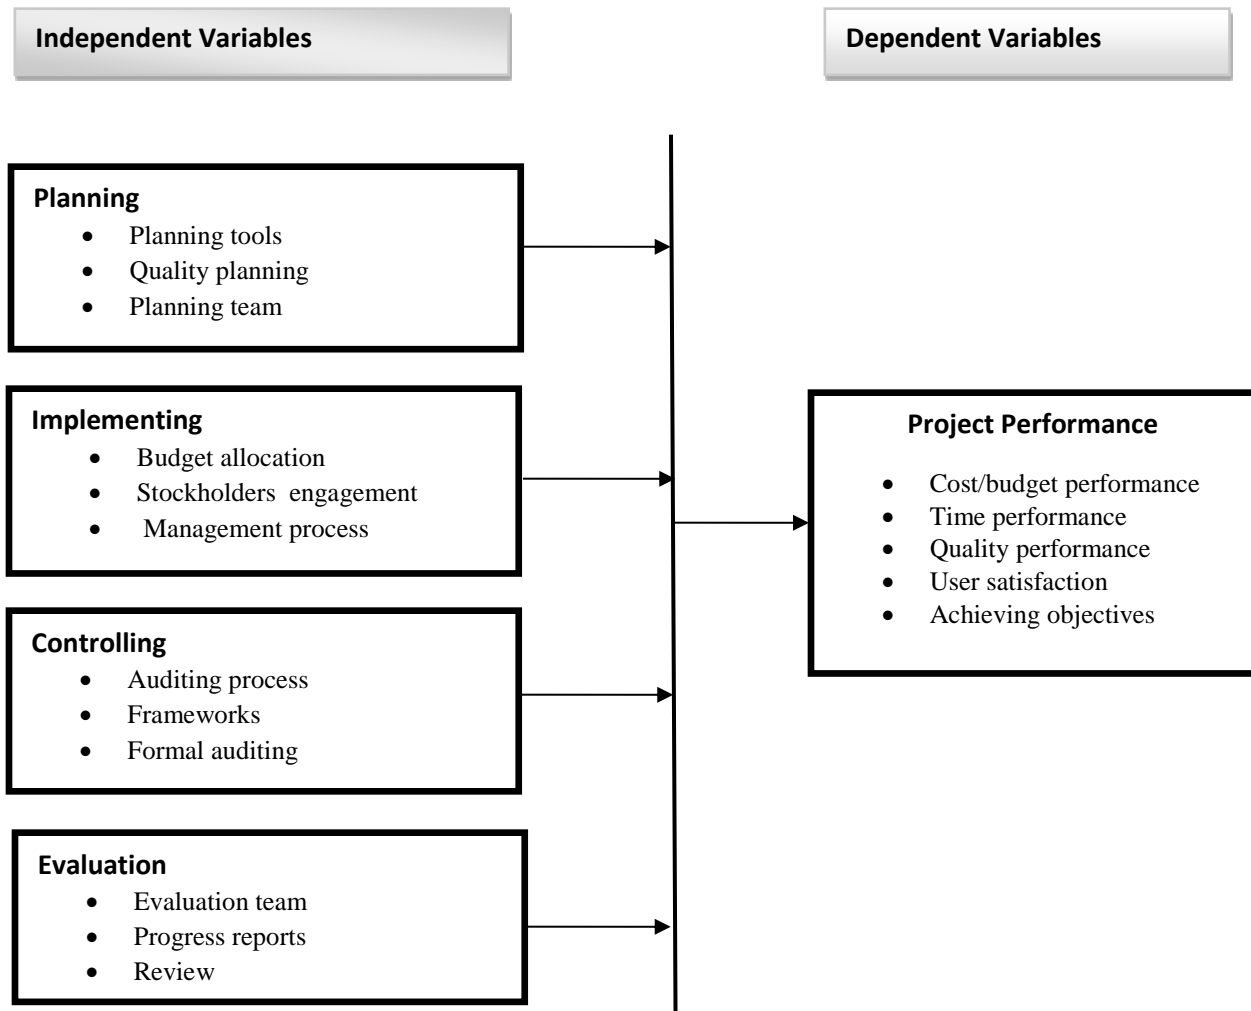 Independent Variables
Dependent Variables
Planning
• Planning tools
• Quality planning
• Planning team
Implementing
• Budget allocation
• Stockholders engagement
• Management process
Controlling
• Auditing process
• Frameworks
• Formal auditing
Evaluation
• Evaluation team
• Progress reports
• Review
Project Performance
• Cost/budget performance
• Time performance
• Quality performance
• User satisfaction
• Achieving objectives